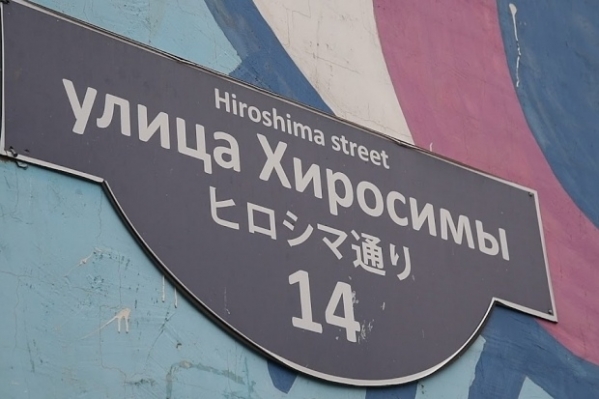 Hiroshima street
улица Хиросимы
ヒロシマ通り
14